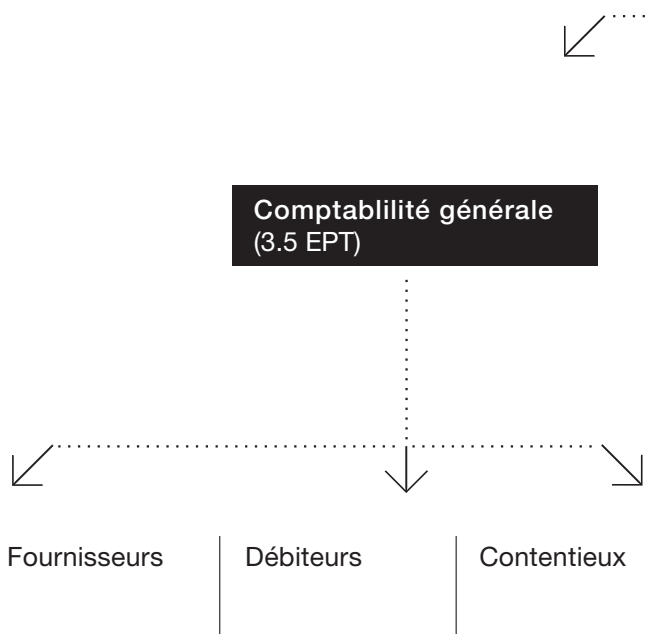 Comptablilité générale
(3.5 EPT)
Fournisseurs
Débiteurs
Contentieux